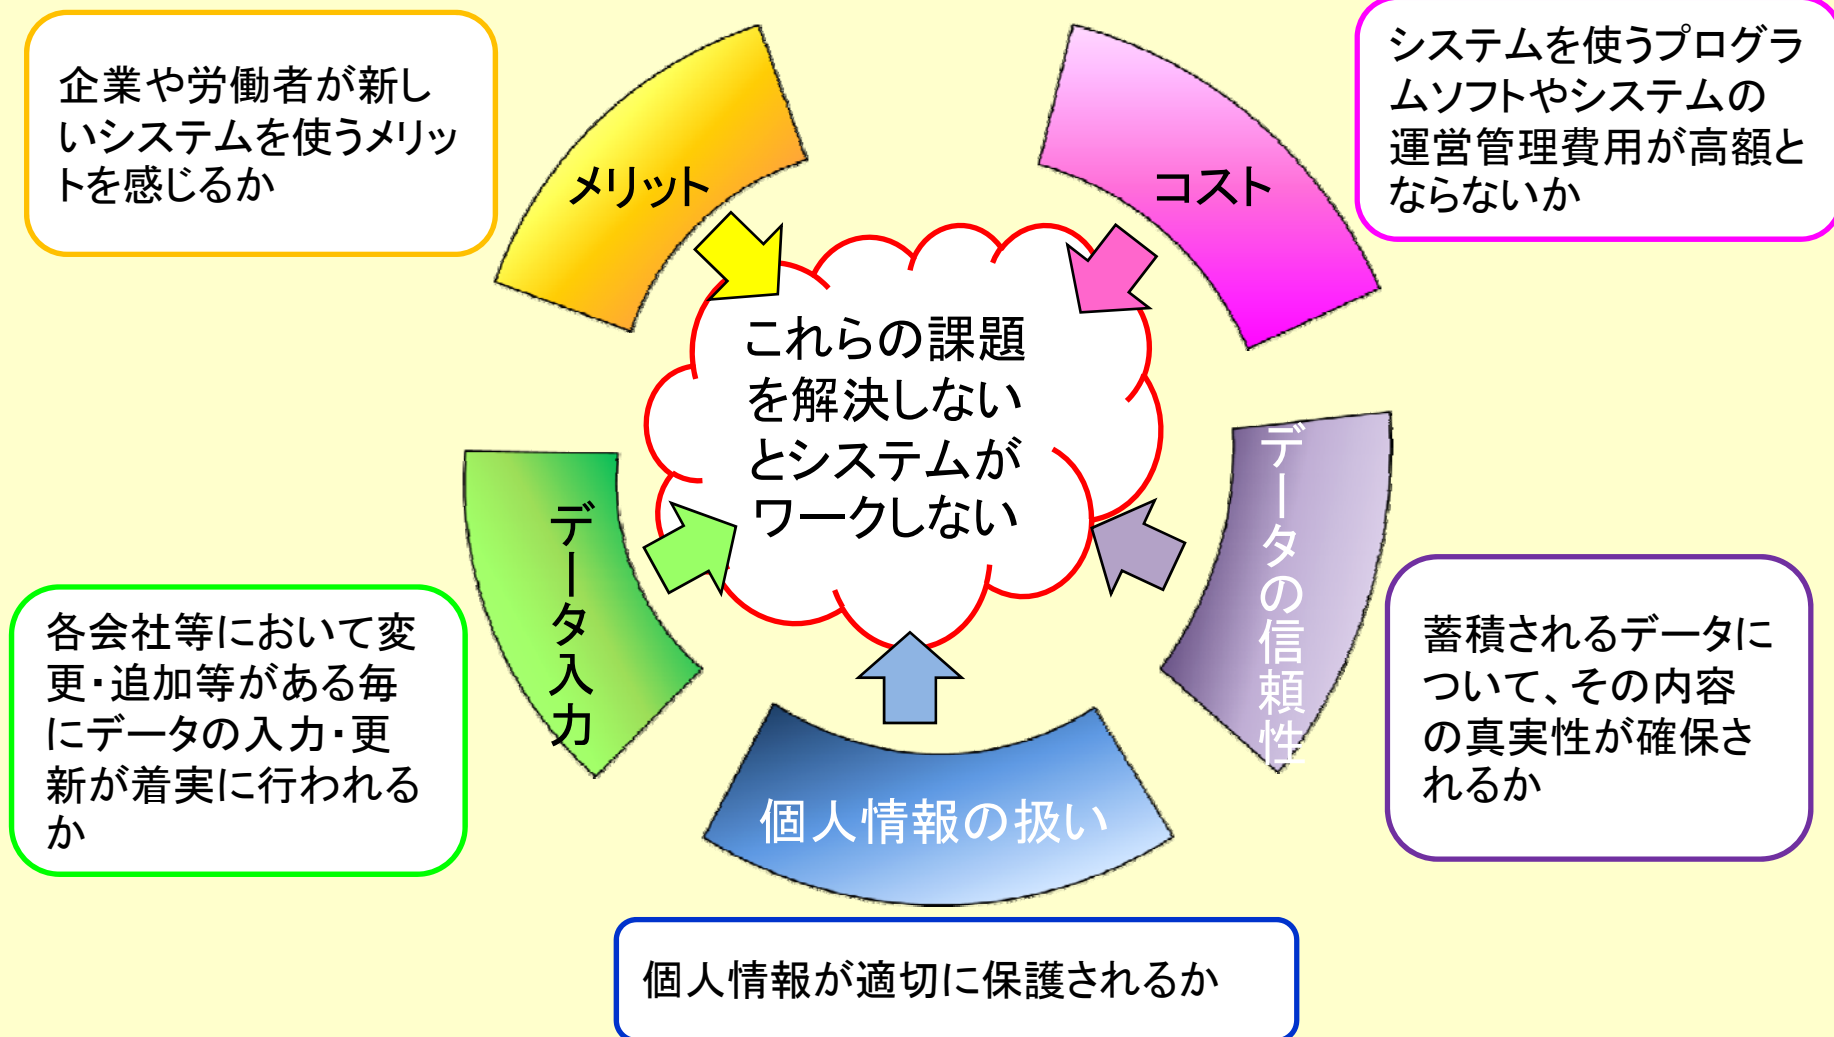 企業や労働者が新し
いシステムを使うメリッ
トを感じるか
メリット
コスト
システムを使うプログラ
ムソフトやシステムの
運営管理費用が高額と
ならないか
これらの課題
を解決しない
とシステムが
ワークしない
データ入力
データの信頼性
各会社等において変
更・追加等がある毎
にデータの入力・更
新が着実に行われる
か
蓄積されるデータに
ついて、その内容
の真実性が確保さ
れるか
個人情報の扱い
個人情報が適切に保護されるか